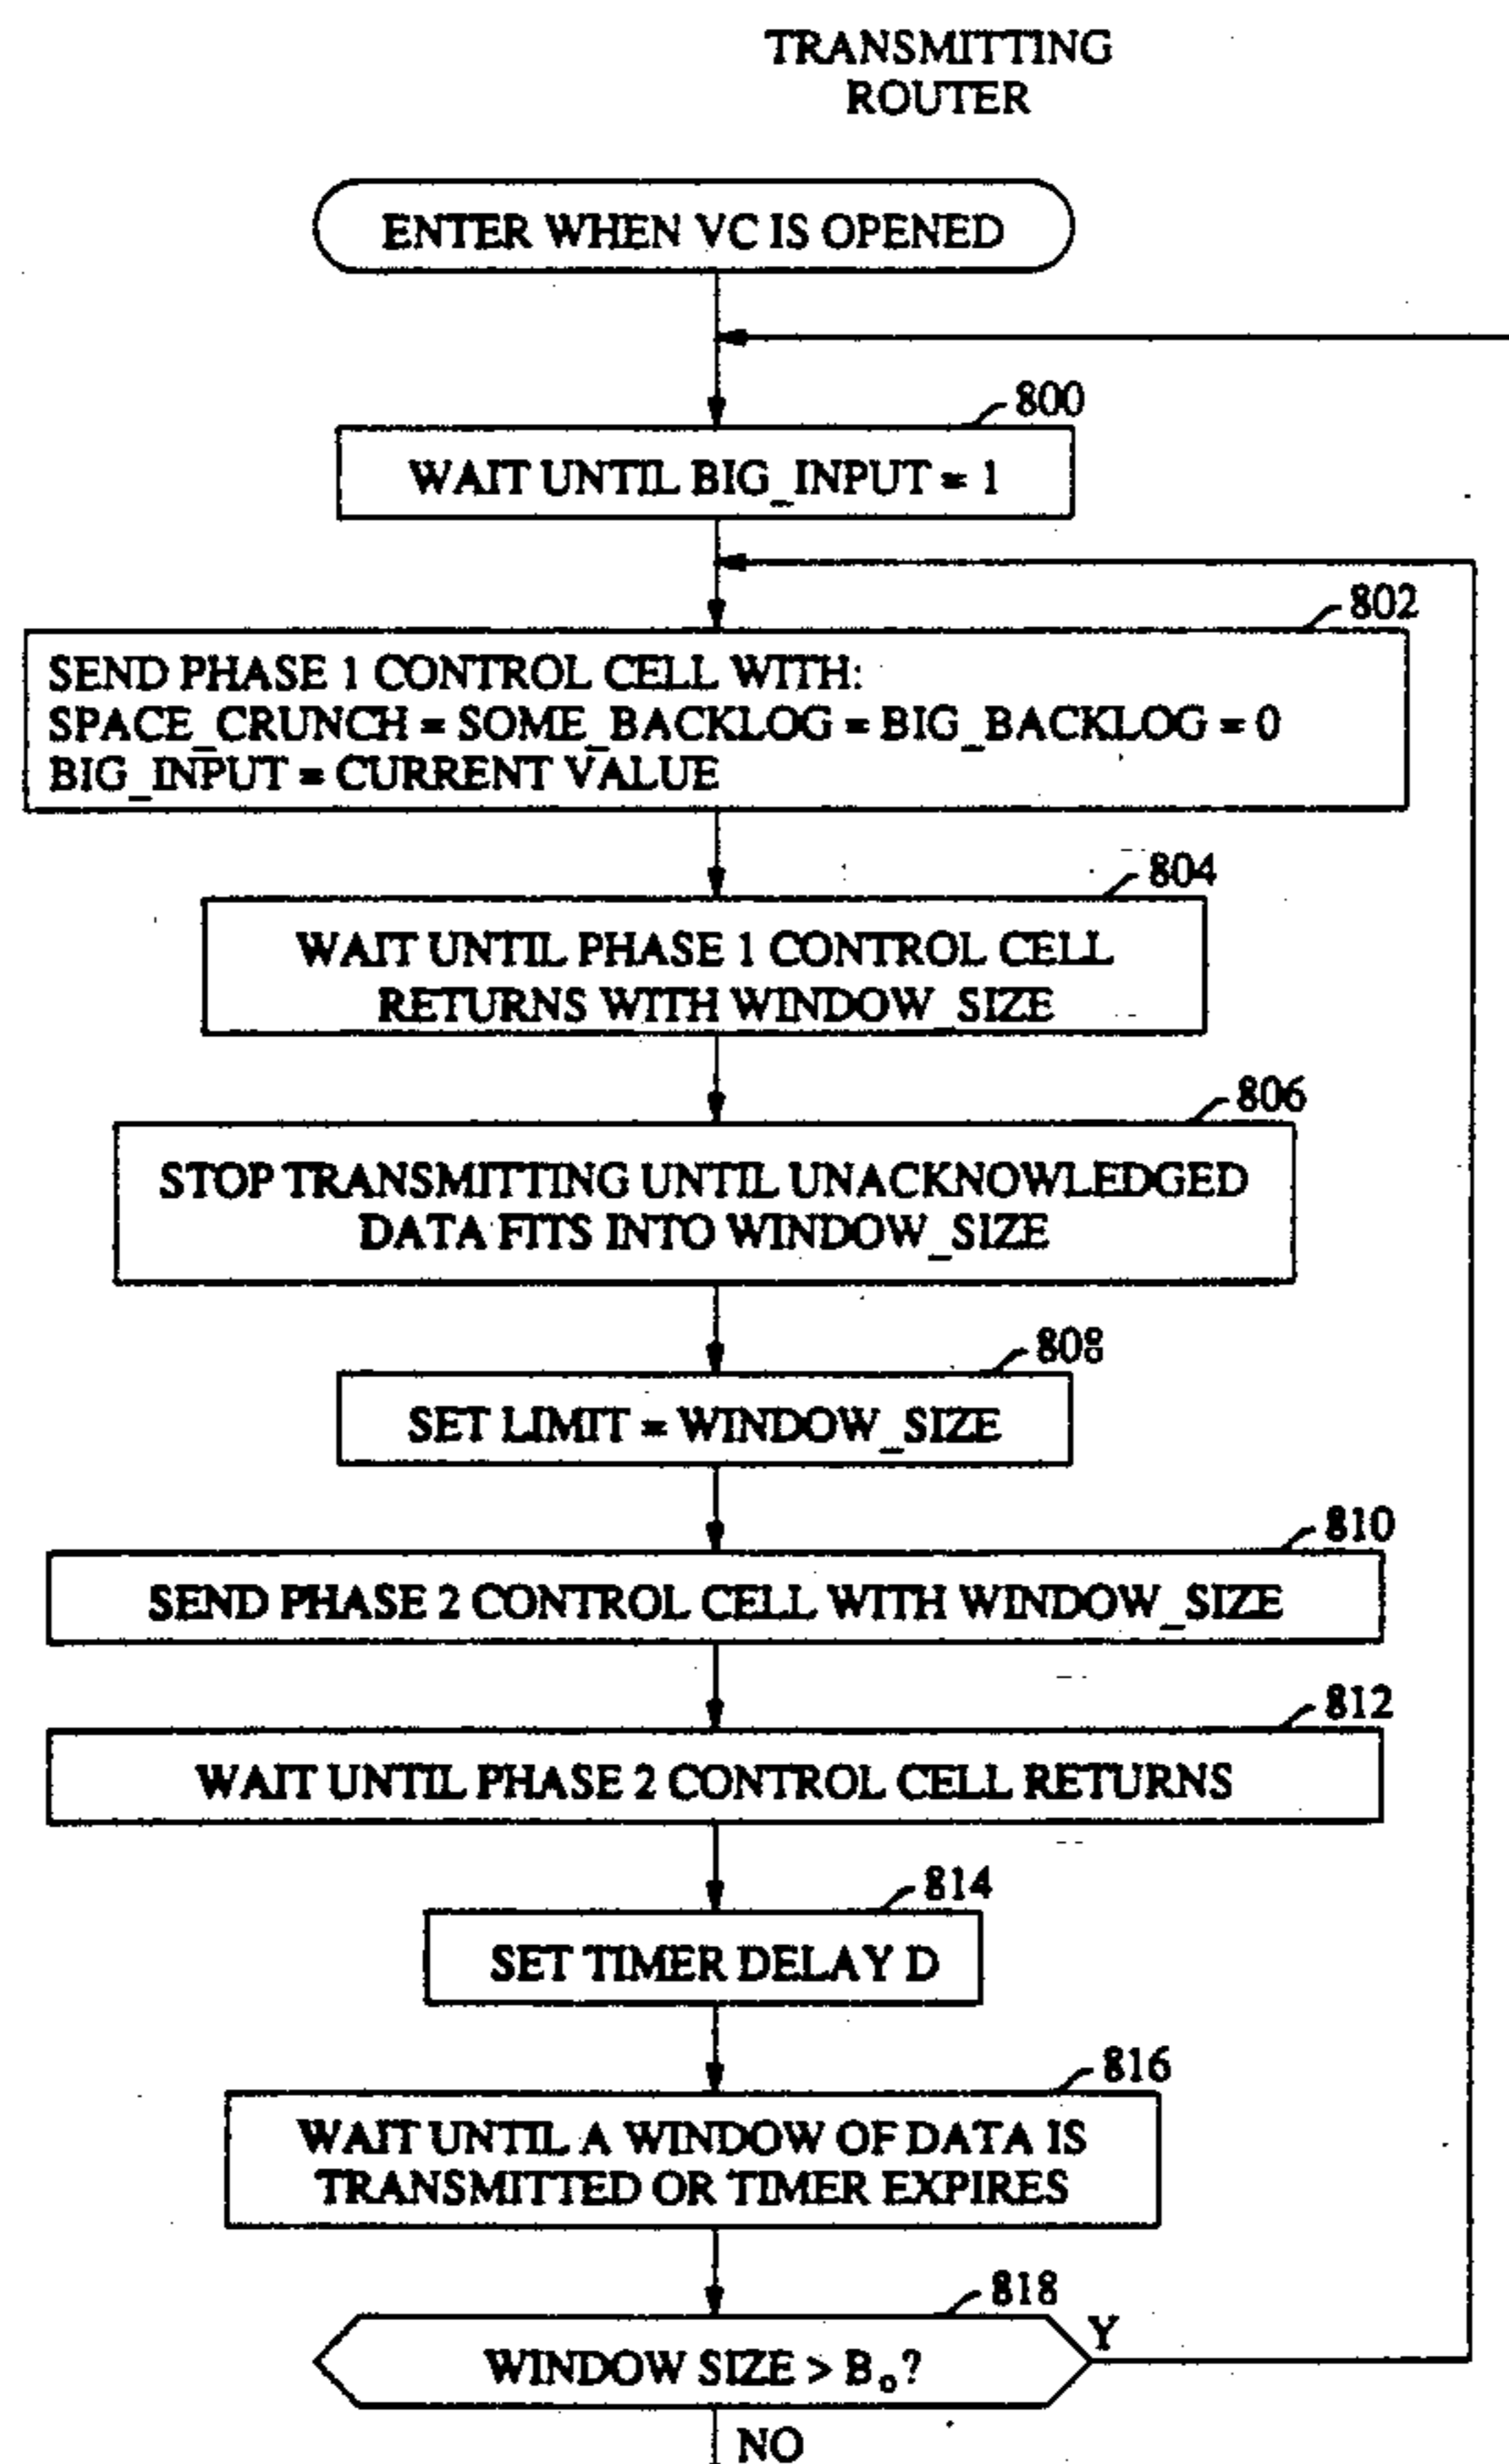 TRANSMITTING
ROUTER
ENTER WHEN VC IS OPENED
800
WAIT UNTIL BIG_INPUT = 1
802
SEND PHASE 1 CONTROL CELL WITH:
SPACE_CRUNCH = SOME_BACKLOG = BIG_BACKLOG = 0
BIG_INPUT = CURRENT VALUE
804
WAIT UNTIL PHASE 1 CONTROL CELL
RETURNS WITH WINDOW_SIZE
806
STOP TRANSMITTING UNTIL UNACKNOWLEDGED
DATA FITS INTO WINDOW_SIZE
808
SET LIMIT = WINDOW_SIZE
810
SEND PHASE 2 CONTROL CELL WITH WINDOW_SIZE
812
WAIT UNTIL PHASE 2 CONTROL CELL RETURNS
814
SET TIMER DELAY D
816
WAIT UNTIL A WINDOW OF DATA IS
TRANSMITTED OR TIMER EXPIRES
818
WINDOW SIZE > B₀?
Y
NO